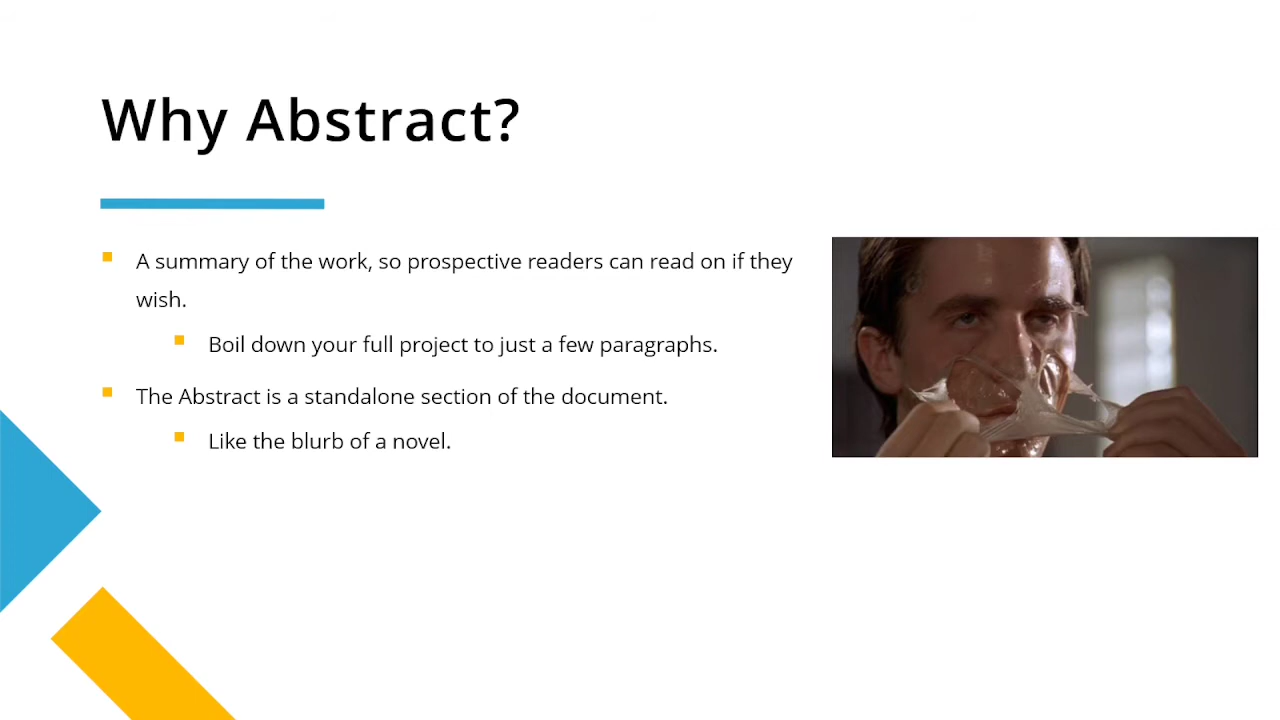 Why Abstract?
A summary of the work, so prospective readers can read on if they
wish.
Boil down your full project to just a few paragraphs.
The Abstract is a standalone section of the document.
Like the blurb of a novel.